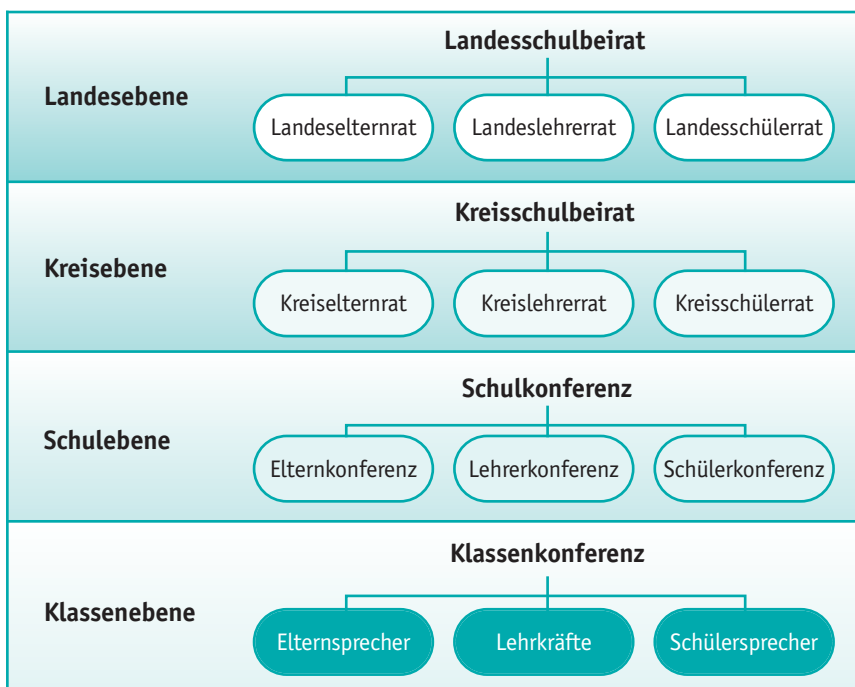 Landesschulbeirat
Landesebene
Landeselternrat Landeslehrerrat Landesschülerrat
Kreisschulbeirat
Kreisebene
Kreiselternrat Kreislehrerrat Kreisschülerrat
Schulkonferenz
Schulebene
Elternkonferenz Lehrerkonferenz Schülerkonferenz
Klassenkonferenz
Klassenebene
Elternsprecher Lehrkräfte Schülersprecher